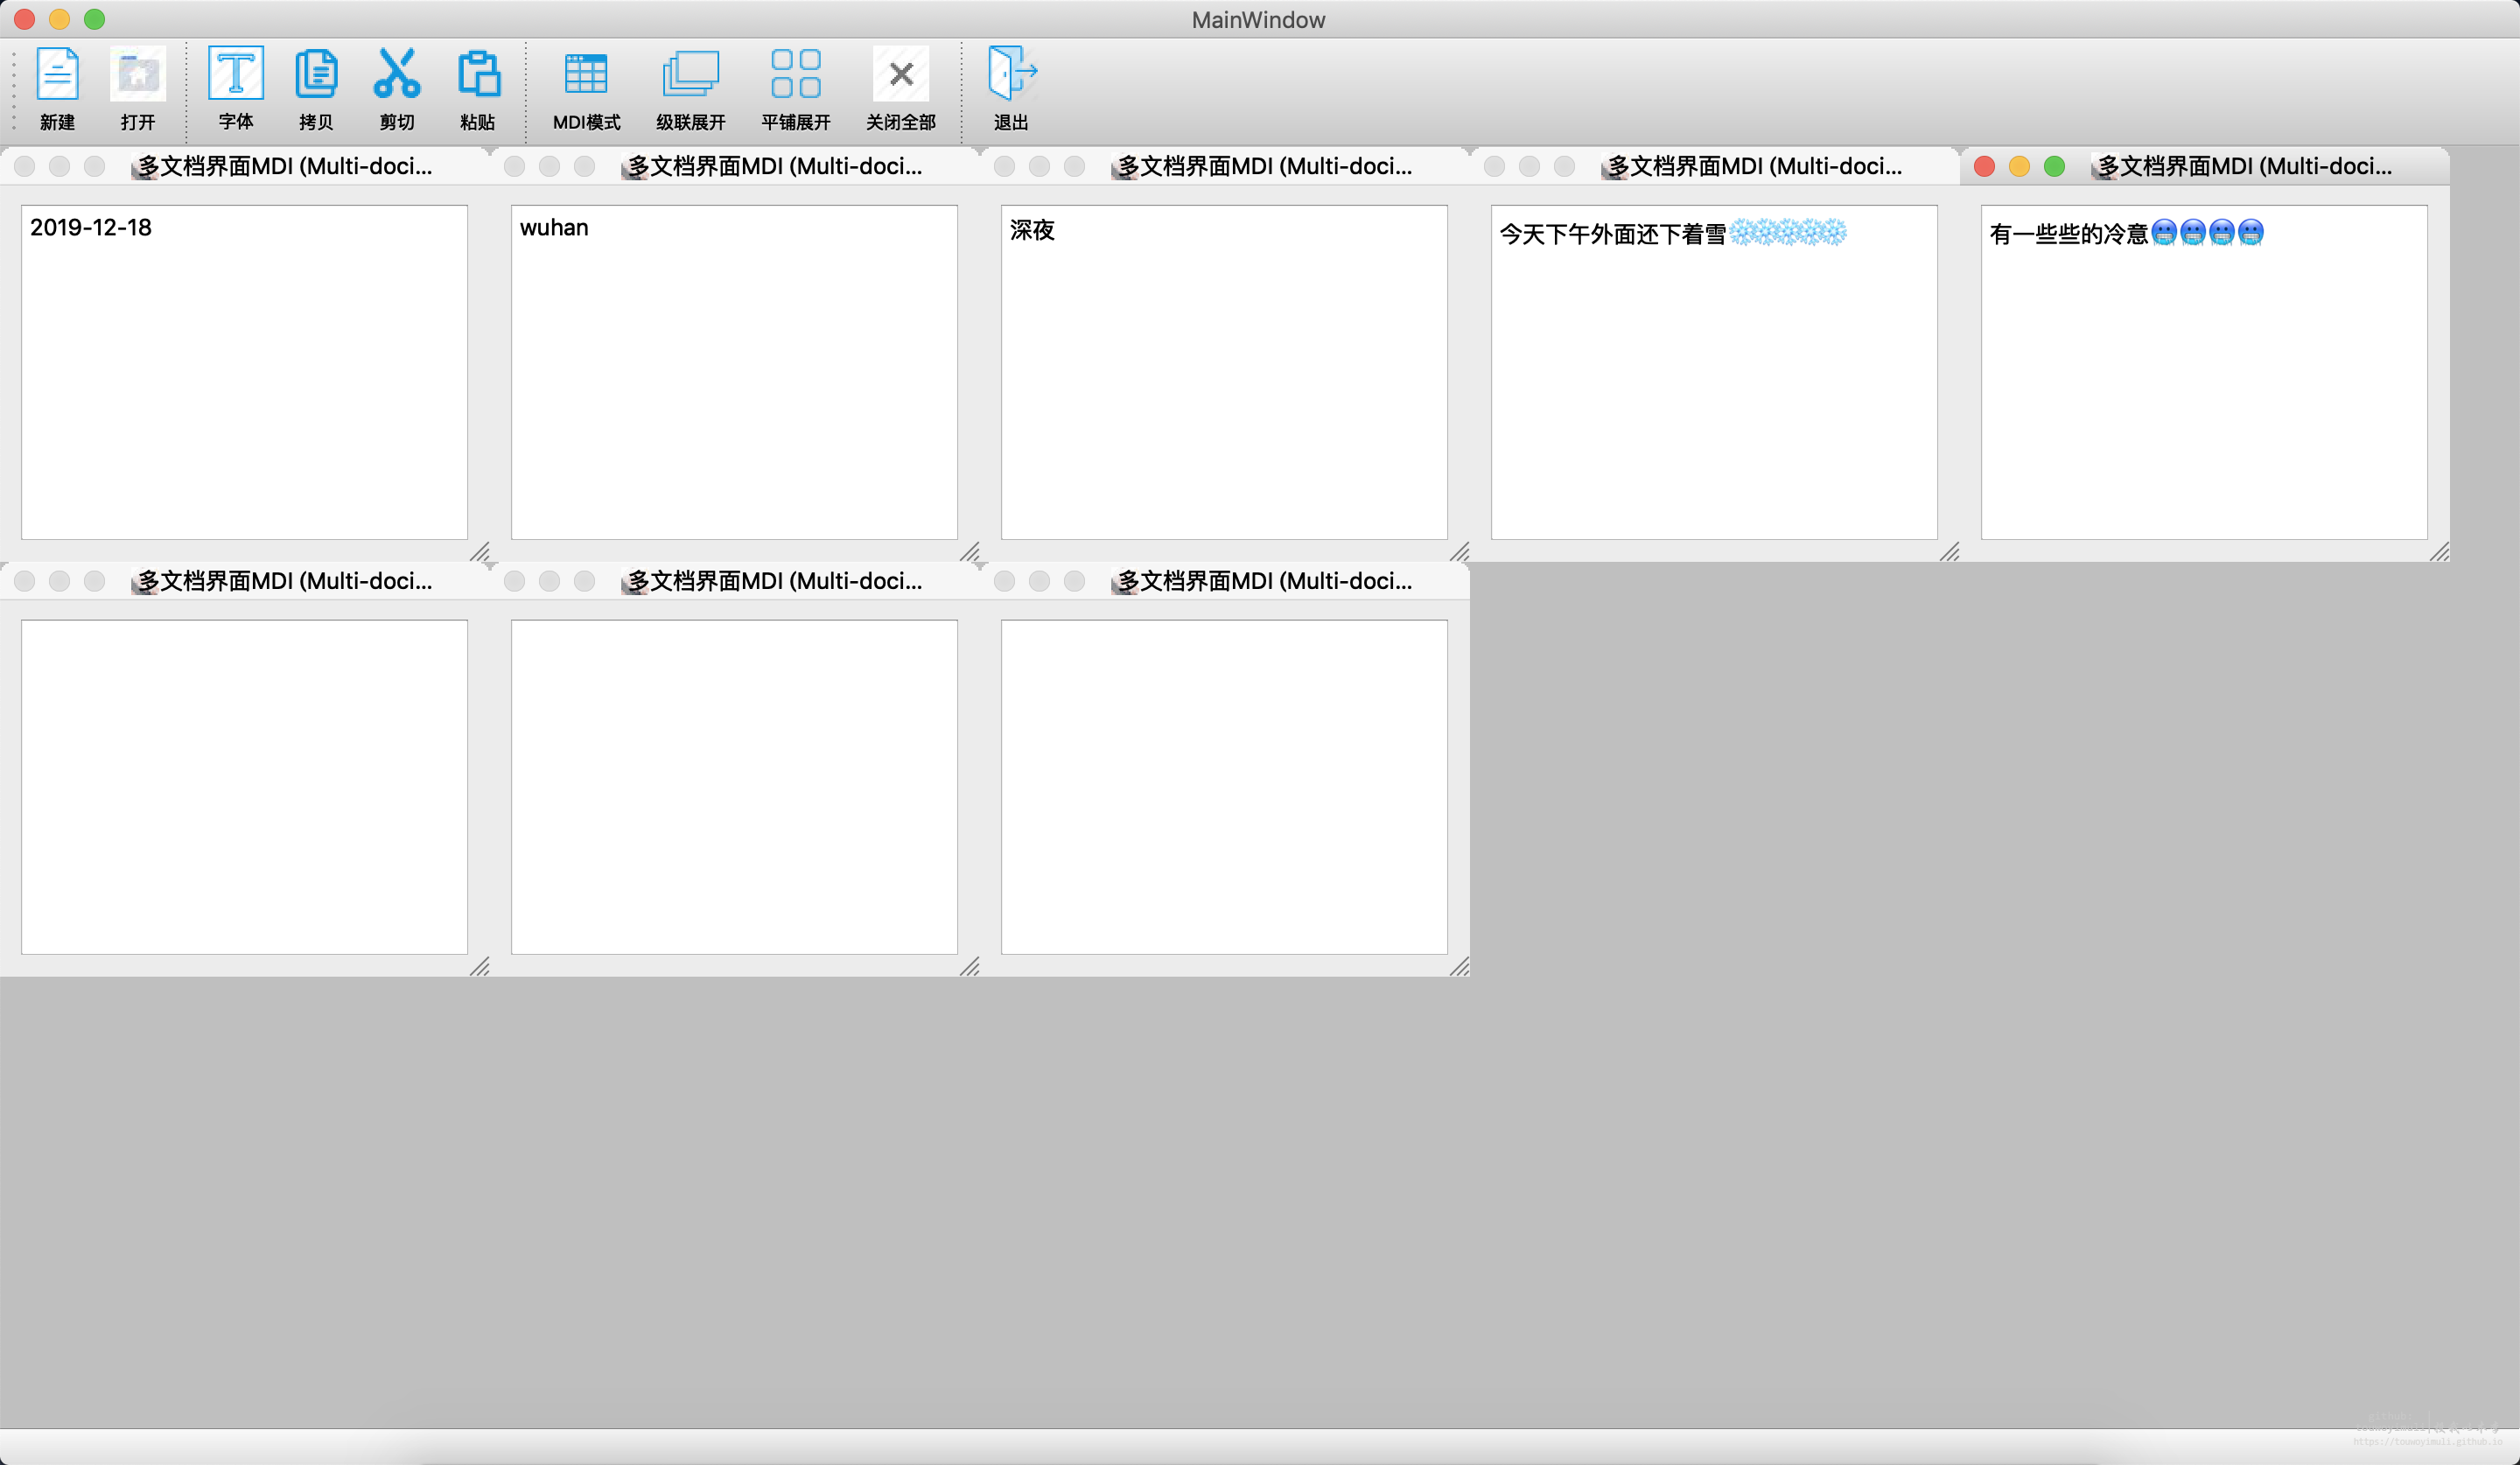 MainWindow
新建 打开 字体 拷贝 剪切 粘贴 MDI模式 级联展开 平铺展开 关闭全部 退出
多文档界面MDI (Multi-doci... 多文档界面MDI (Multi-doci... 多文档界面MDI (Multi-doci... 多文档界面MDI (Multi-doci... 多文档界面MDI (Multi-doci...
2019-12-18
wuhan
深夜
今天下午外面还下着雪❄️❄️❄️❄️❄️
有一些些的冷意🥶🥶🥶🥶
多文档界面MDI (Multi-doci... 多文档界面MDI (Multi-doci... 多文档界面MDI (Multi-doci...
https://touwoyimuli.github.io